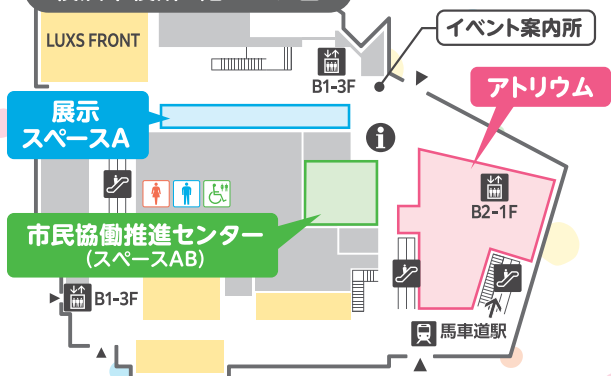 LUXS FRONT
B1-3F
イベント案内所
アトリウム
展示
スペースA
B2-1F
市民協働推進センター
(スペースAB)
B1-3F
馬車道駅